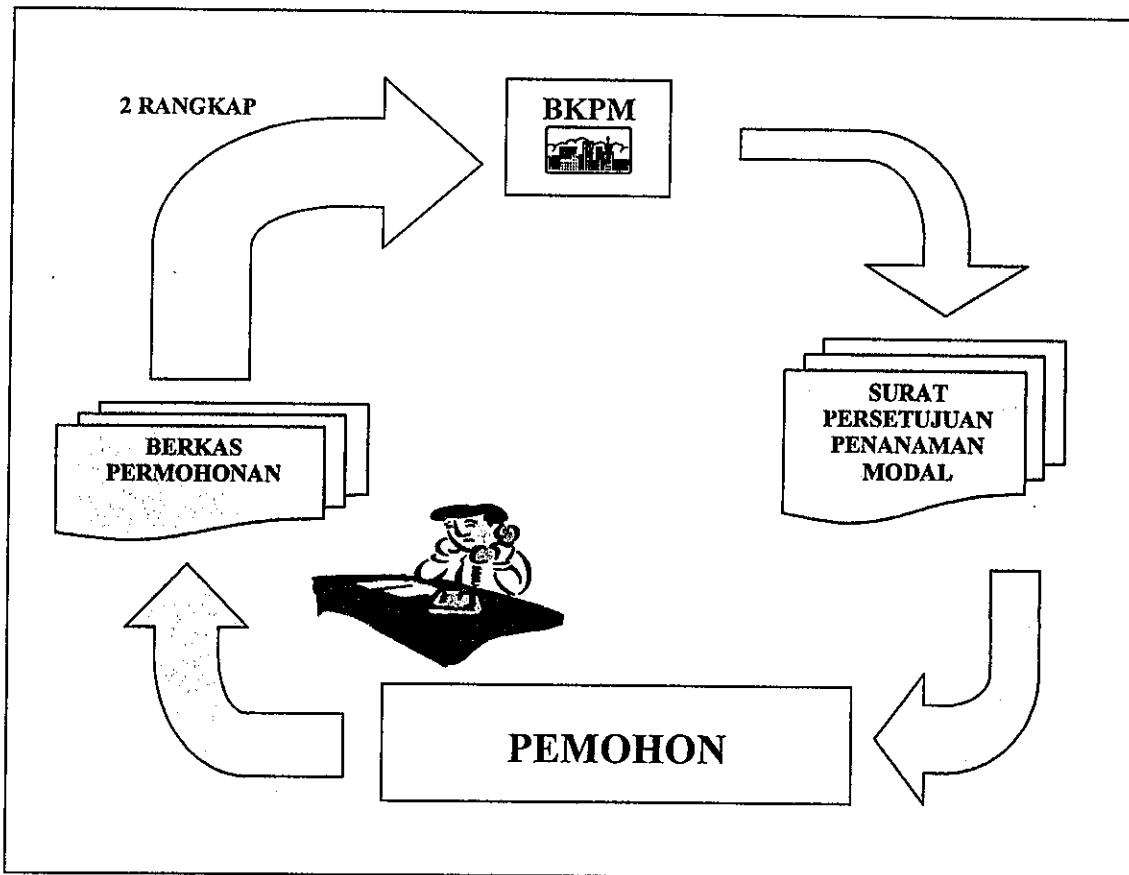 2 RANGKAP
BKPM
SURAT
PERSETUJUAN
PENANAMAN
MODAL
BERKAS
PERMOHONAN
PEMOHON